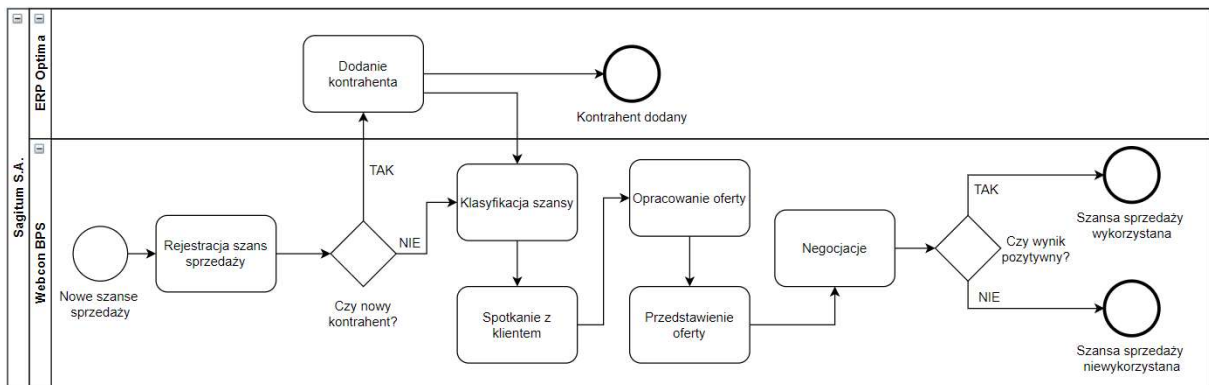 Sagitum S.A.
ERP Optima
Dodanie
kontrahenta
Kontrahent dodany
Webcon BPS
Nowe szanse
sprzedaży
Rejestracja szans
sprzedaży
Czy nowy
kontrahent?
TAK
NIE
Klasyfikacja szansy
Spotkanie z
klientem
Opracowanie oferty
Przedstawienie
oferty
Negocjacje
Czy wynik
pozytywny?
TAK
NIE
Szansa sprzedaży
wykorzystana
Szansa sprzedaży
niewykorzystana